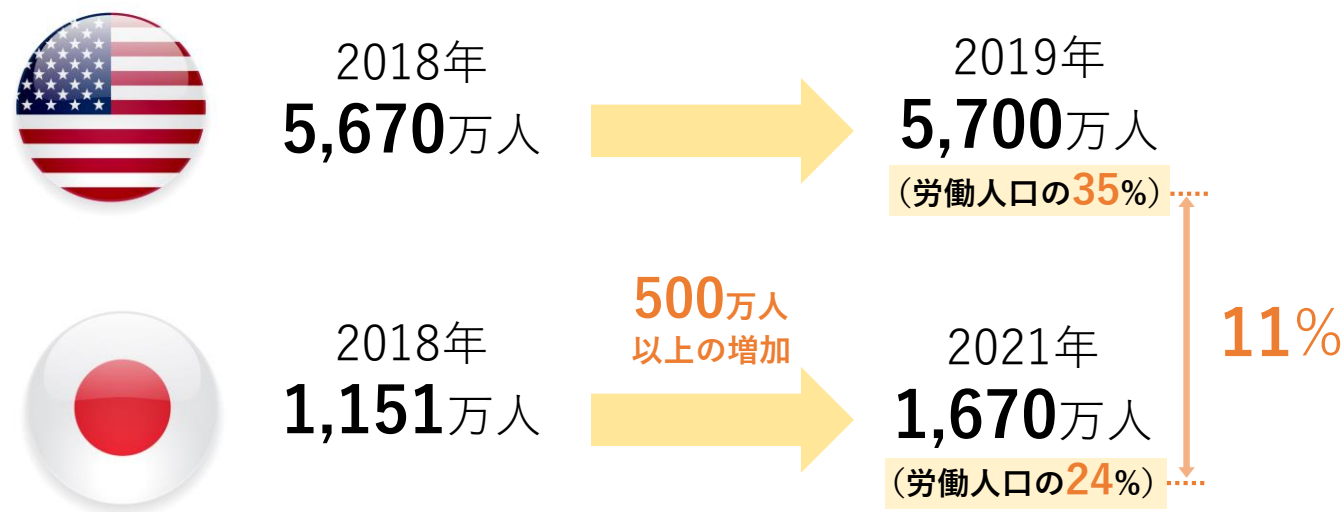 2018年
5,670万人
2019年
5,700万人
（労働人口の35%）
2018年
1,151万人
500万人
以上の増加
2021年
1,670万人
（労働人口の24%）
11%